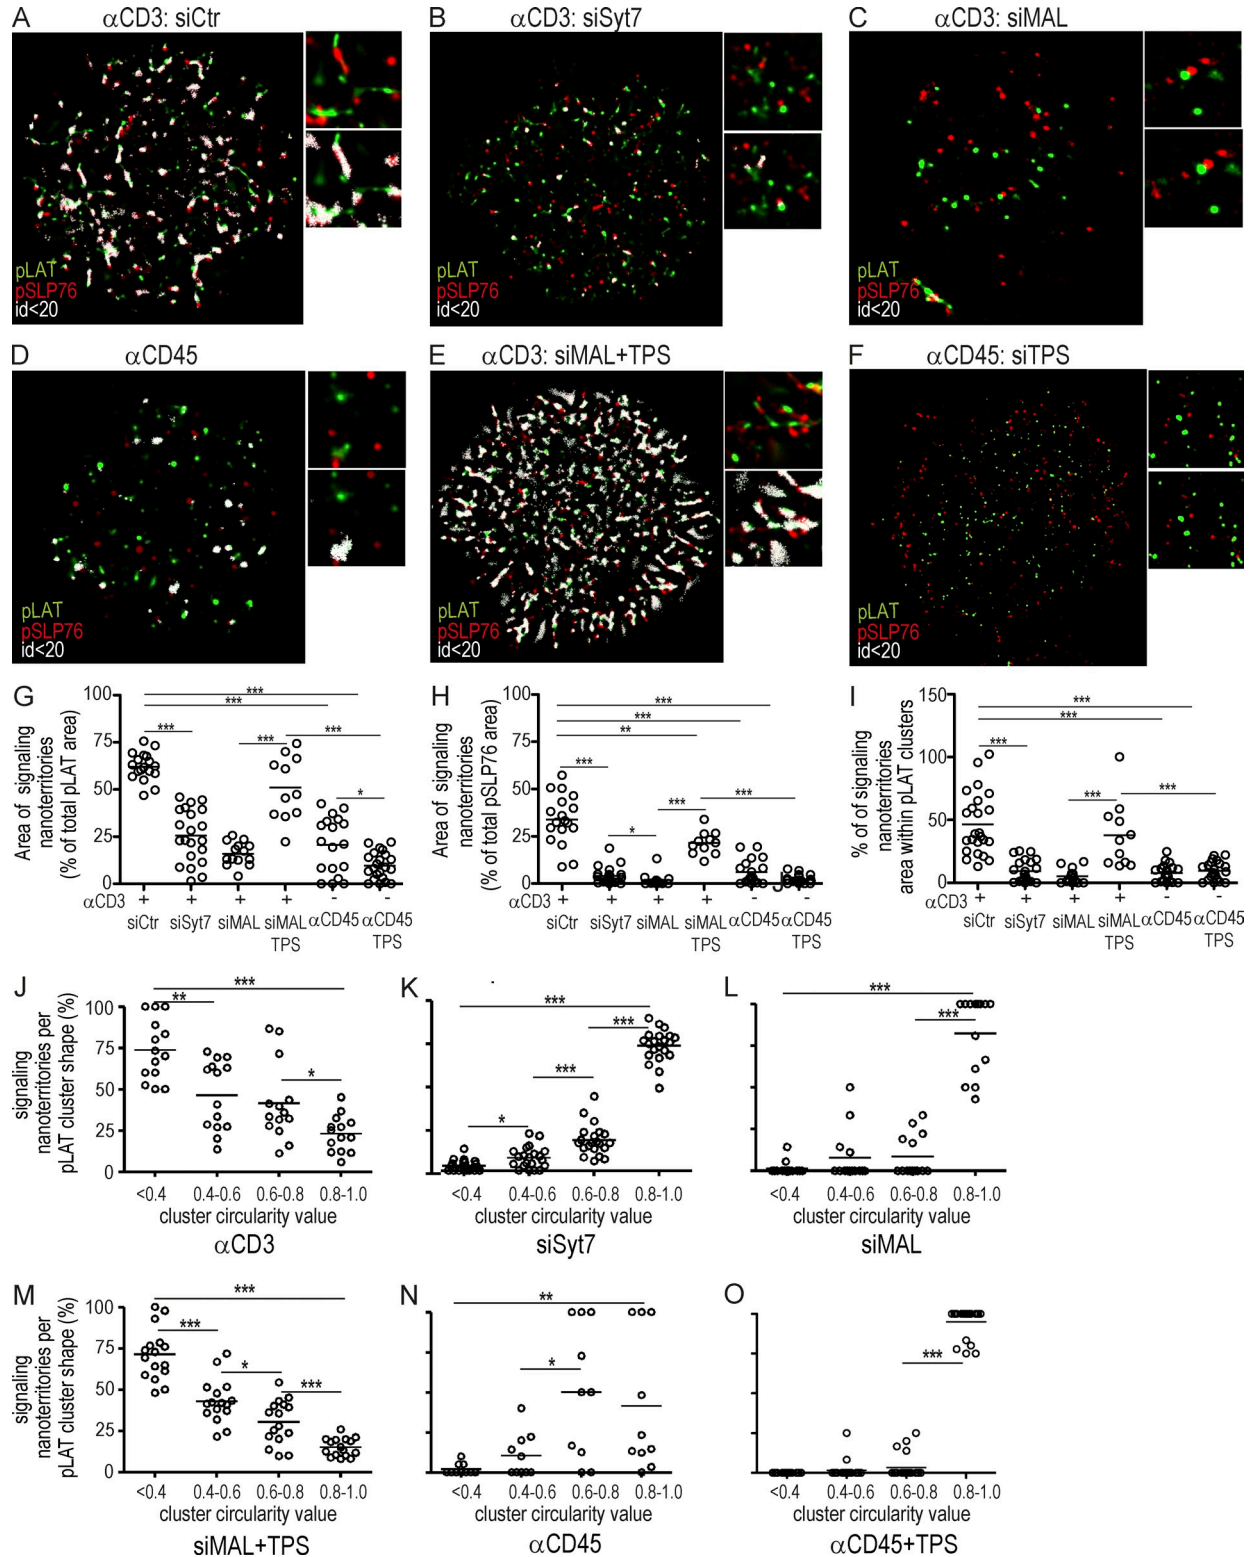 A αCD3: siCtr
B αCD3: siSyt7
C αCD3: siMAL
pLAT
pSLP76
id<20
pLAT
pSLP76
id<20
pLAT
pSLP76
id<20
D αCD45
E αCD3: siMAL+TPS
F αCD45: siTPS
pLAT
pSLP76
id<20
pLAT
pSLP76
id<20
pLAT
pSLP76
id<20
G
Area of signaling
nanoterritories
(% of total pLAT area)
100
75
50
25
0
***
***
***
***
***
*
αCD3 + + + + - -
siCtr siSyt7 siMAL siMAL αCD45 αCD45
TPS TPS
H
Area of signaling
nanoterritories
(% of total pSLP76 area)
100
75
50
25
0
***
***
**
***
***
***
*
αCD3 + + + + - -
siCtr siSyt7 siMAL siMAL αCD45 αCD45
TPS TPS
I
% of of signaling
nanoterritories
area within pLAT clusters
150
100
50
0
***
***
***
***
***
αCD3 + + + + - -
siCtr siSyt7 siMAL siMAL αCD45 αCD45
TPS TPS
J
signaling
nanoterritories per
pLAT cluster shape (%)
100
75
50
25
0
***
**
*
<0.4 0.4-0.6 0.6-0.8 0.8-1.0
cluster circularity value
αCD3
K
***
***
***
*
<0.4 0.4-0.6 0.6-0.8 0.8-1.0
cluster circularity value
siSyt7
L
***
***
<0.4 0.4-0.6 0.6-0.8 0.8-1.0
cluster circularity value
siMAL
M
signaling
nanoterritories per
pLAT cluster shape (%)
100
75
50
25
0
***
***
*
***
<0.4 0.4-0.6 0.6-0.8 0.8-1.0
cluster circularity value
siMAL+TPS
N
**
*
<0.4 0.4-0.6 0.6-0.8 0.8-1.0
cluster circularity value
αCD45
O
***
<0.4 0.4-0.6 0.6-0.8 0.8-1.0
cluster circularity value
αCD45+TPS